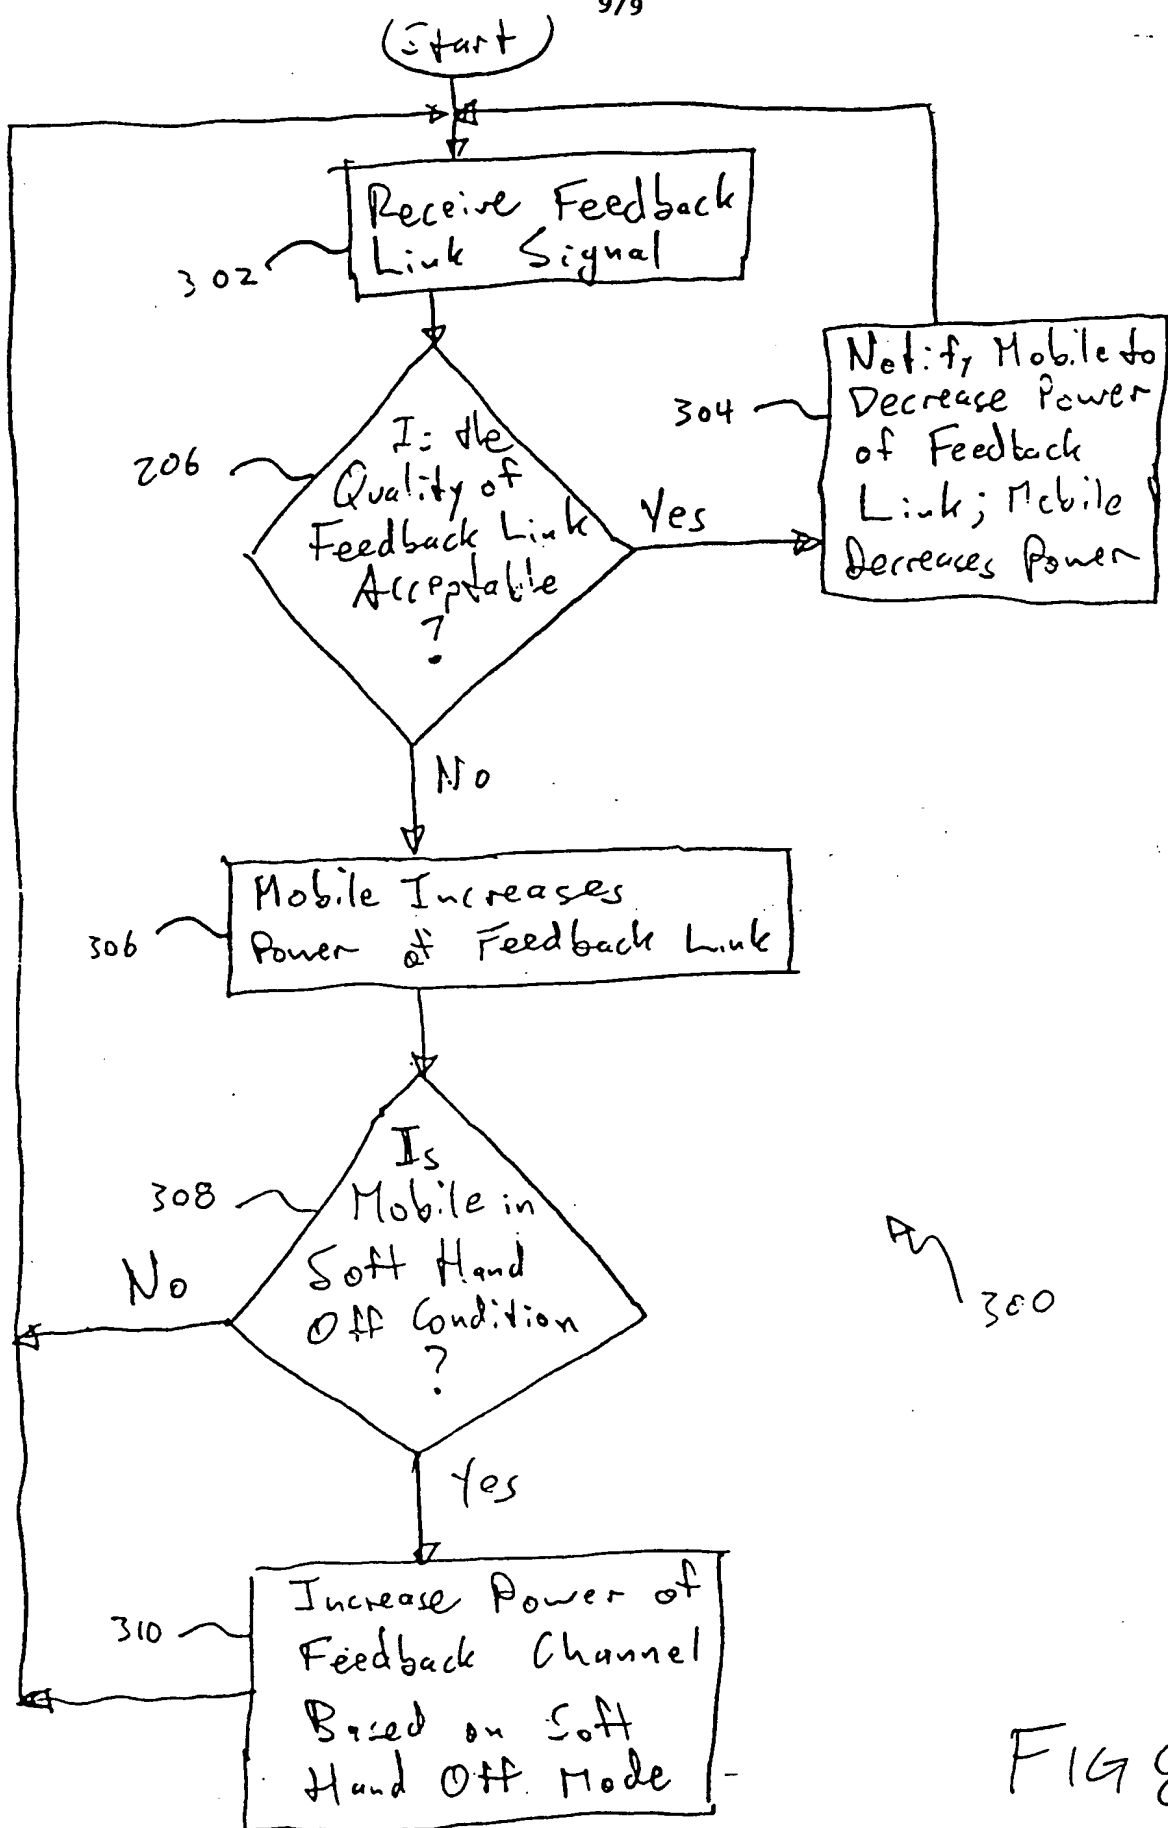 9/9
Start
Receive Feedback
Link Signal
302
Notify Mobile to
Decrease Power
of Feedback
Link; Mobile
Decreases Power
304
Is the
Quality of
Feedback Link
Acceptable
?
206
Yes
No
Mobile Increases
Power of Feedback Link
306
Is
Mobile in
Soft Hand
Off Condition
?
308
No
300
Yes
Increase Power of
Feedback Channel
Based on Soft
Hand Off Mode
310
FIG 8